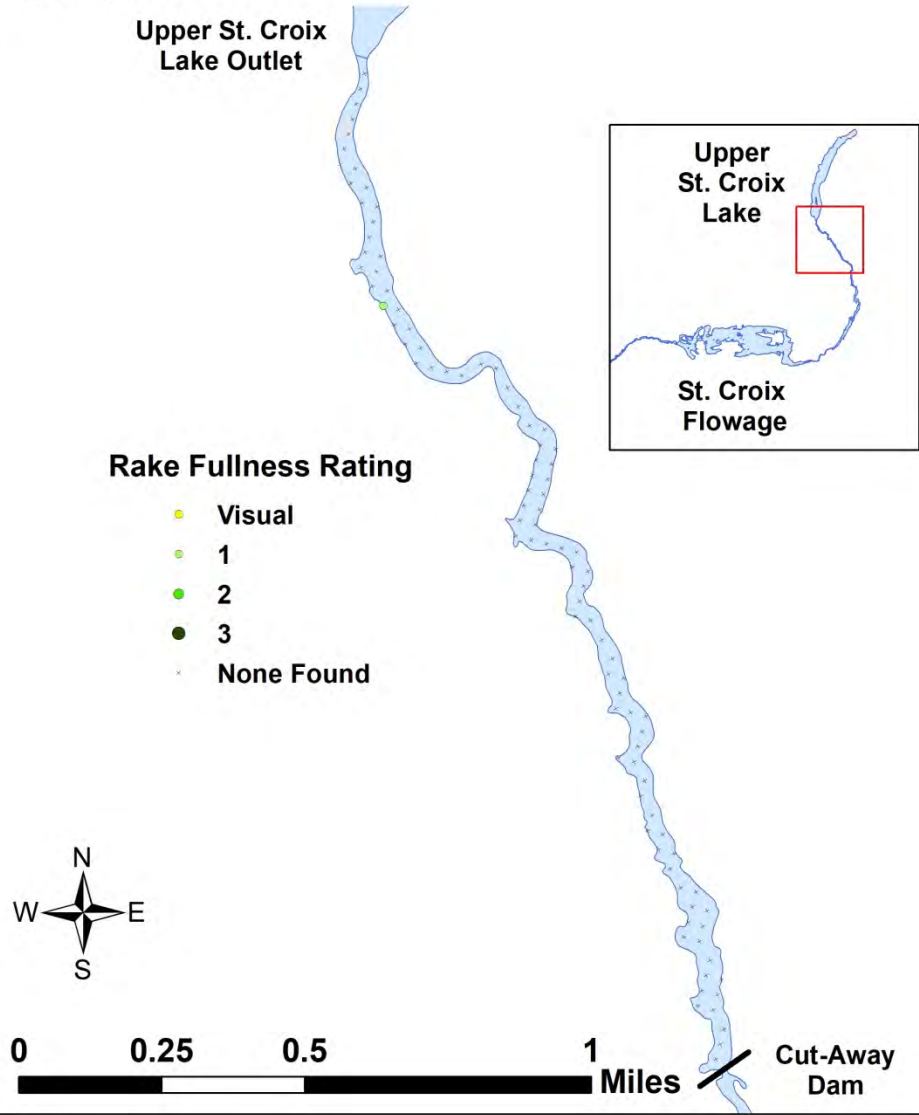 Upper St. Croix
Lake Outlet
Upper
St. Croix
Lake
St. Croix
Flowage
Rake Fullness Rating
Visual
1
2
3
None Found
N
W E
S
0 0.25 0.5 1
Miles
Cut-Away
Dam